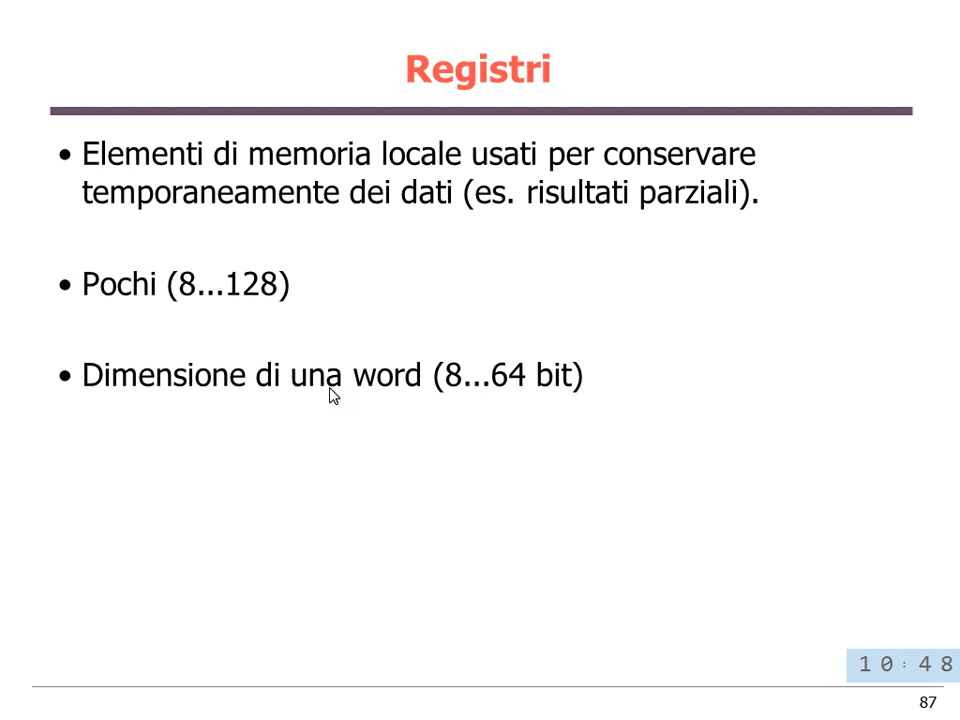 Registri
• Elementi di memoria locale usati per conservare
temporaneamente dei dati (es. risultati parziali).
• Pochi (8...128)
• Dimensione di una word (8...64 bit)
10:48
87